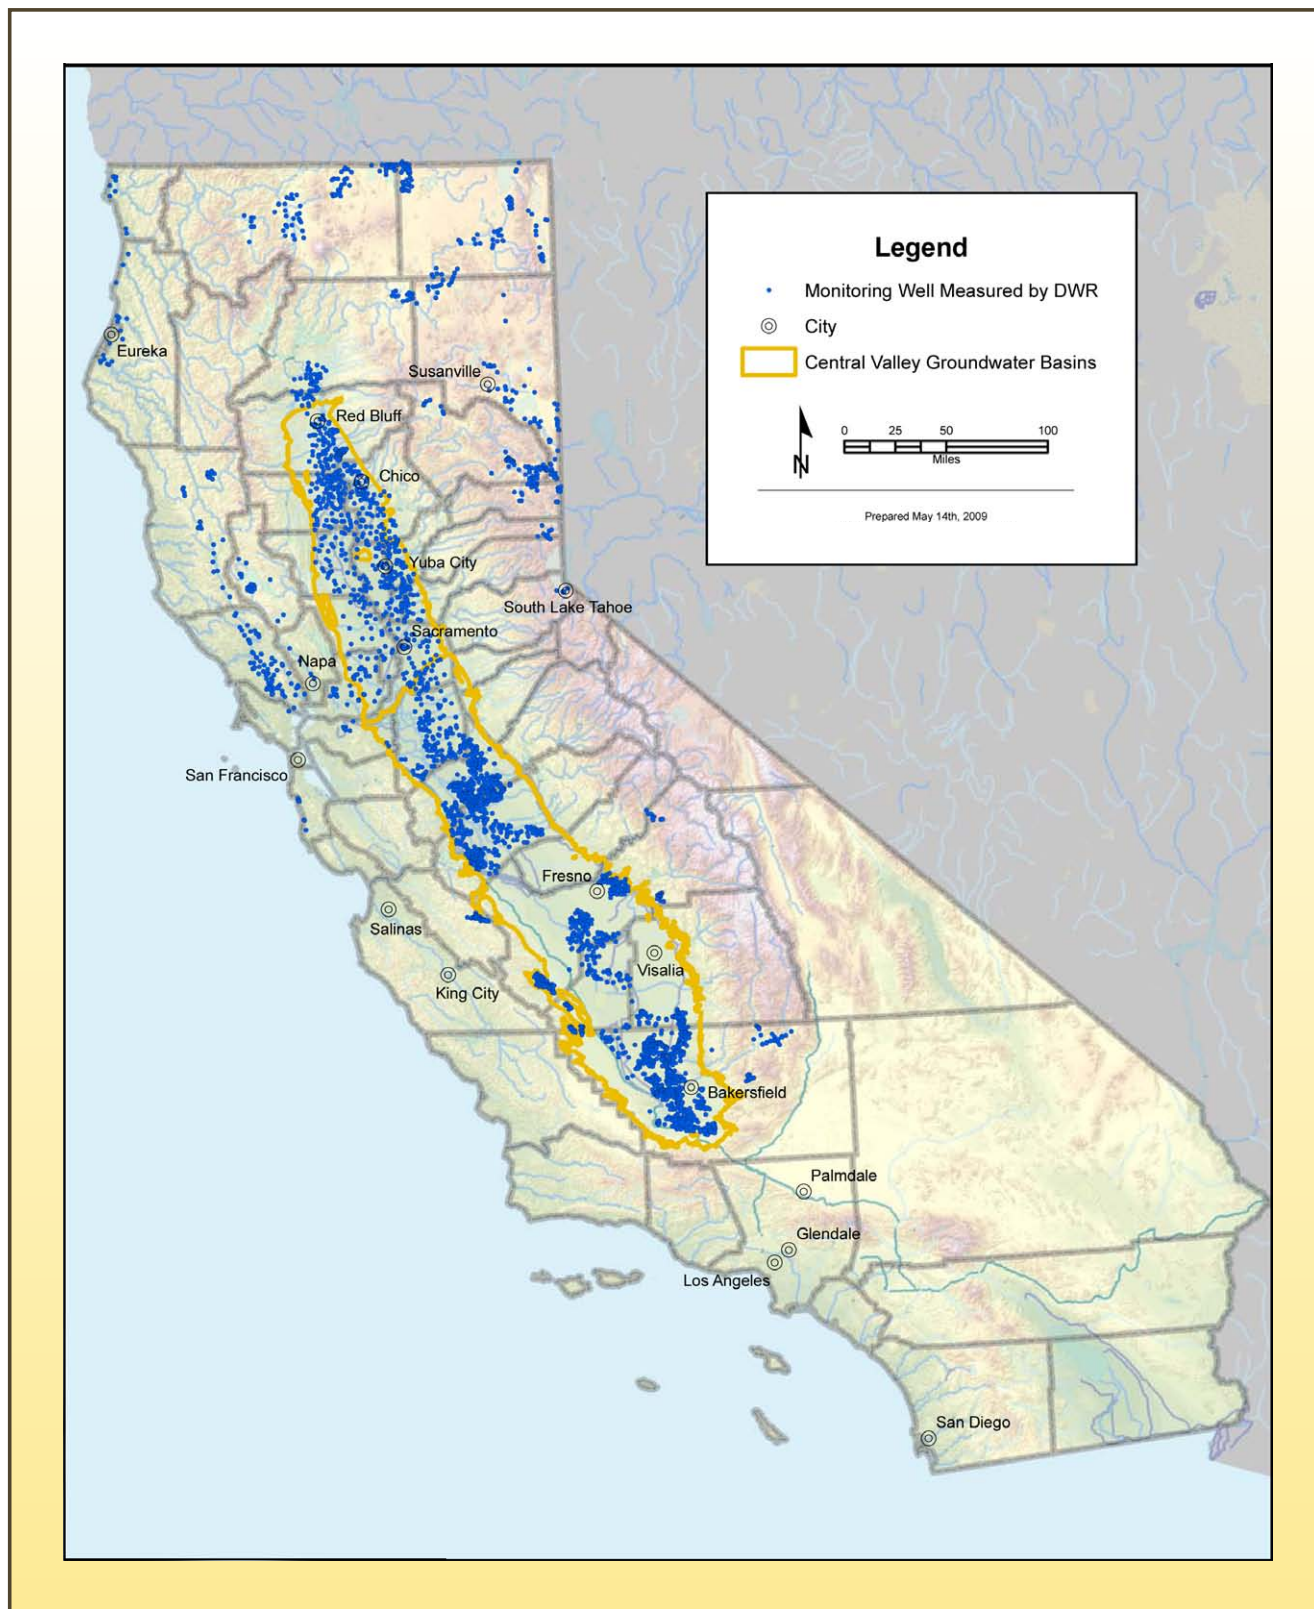 Legend
Monitoring Well Measured by DWR
City
Central Valley Groundwater Basins
N
0 25 50 100
Miles
Prepared May 14th, 2009
Eureka
Susanville
Red Bluff
Chico
Yuba City
South Lake Tahoe
Sacramento
Napa
San Francisco
Fresno
Salinas
Visalia
King City
Bakersfield
Palmdale
Glendale
Los Angeles
San Diego